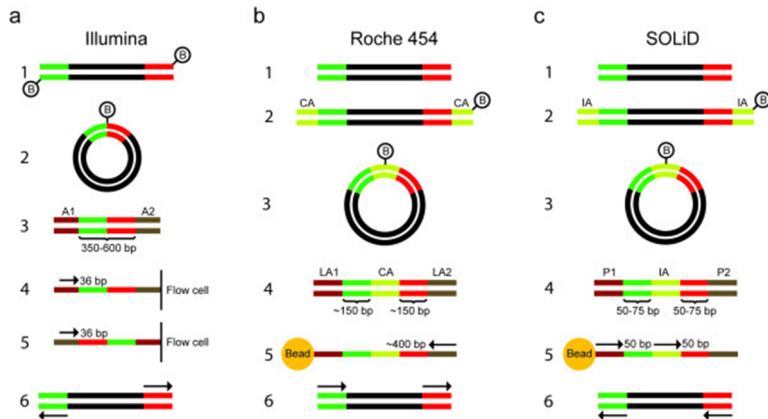 a
Illumina
1
B
B
2
B
3
A1 A2
350-600 bp
4
36 bp
Flow cell
5
36 bp
Flow cell
6
b
Roche 454
1
2
CA CA B
3
B
4
LA1 CA LA2
~150 bp ~150 bp
5
Bead
~400 bp
6
c
SOLiD
1
2
IA IA B
3
B
4
P1 IA P2
50-75 bp 50-75 bp
5
Bead
50 bp 50 bp
6